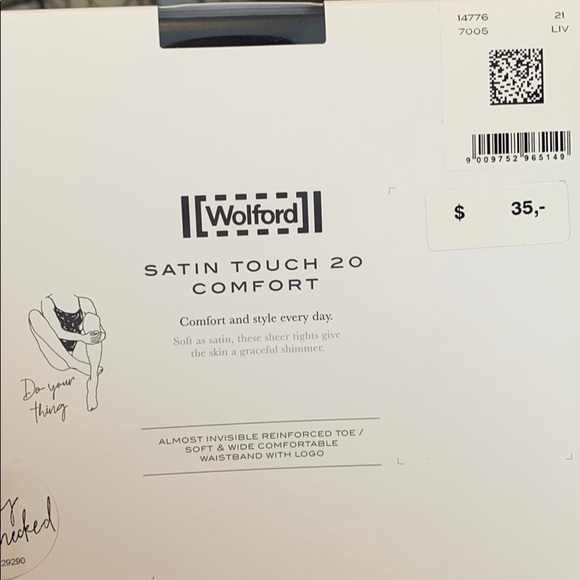 14776 21
7005 LIV
9 009752 965149
$ 35,-
Wolford
SATIN TOUCH 20
COMFORT
Comfort and style every day.
Soft as satin, these sheer tights give
the skin a graceful shimmer.
Do your
thing
ALMOST INVISIBLE REINFORCED TOE /
SOFT & WIDE COMFORTABLE
WAISTBAND WITH LOGO
29290